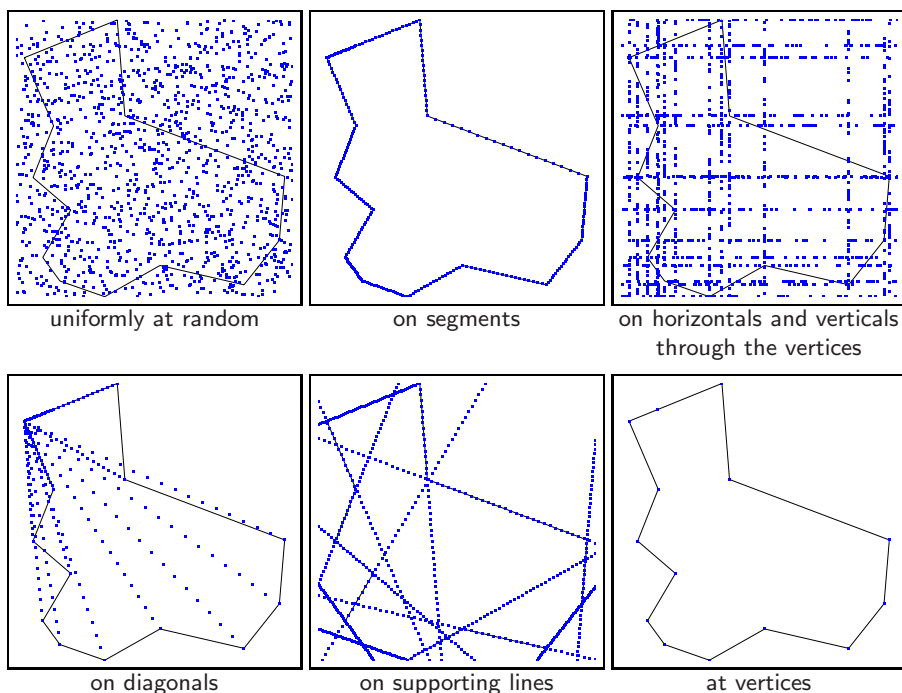 uniformly at random
on segments
on horizontals and verticals
through the vertices
on diagonals
on supporting lines
at vertices